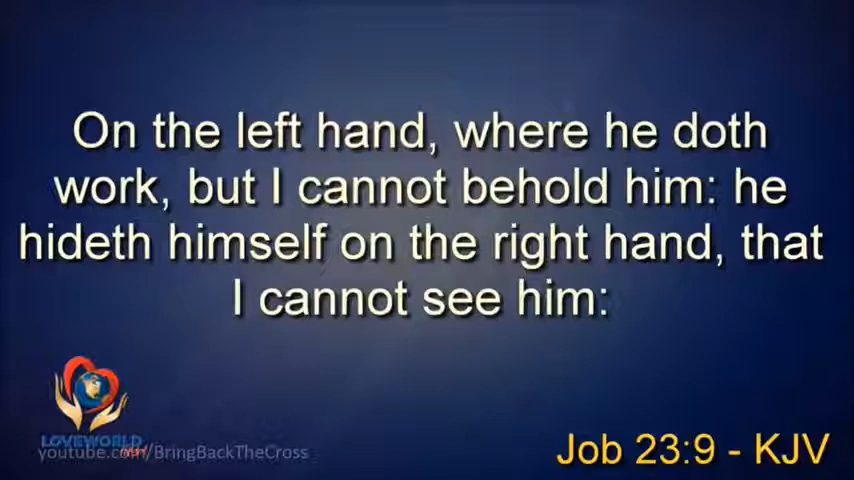 On the left hand, where he doth
work, but I cannot behold him: he
hideth himself on the right hand, that
I cannot see him:
LOVEWORLD
youtube.com/BringBackTheCross
Job 23:9 - KJV